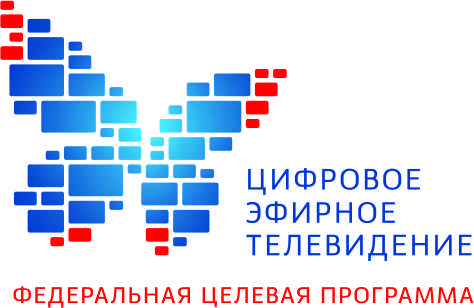 ЦИФРОВОЕ
ЭФИРНОЕ
ТЕЛЕВИДЕНИЕ
ФЕДЕРАЛЬНАЯ ЦЕЛЕВАЯ ПРОГРАММА